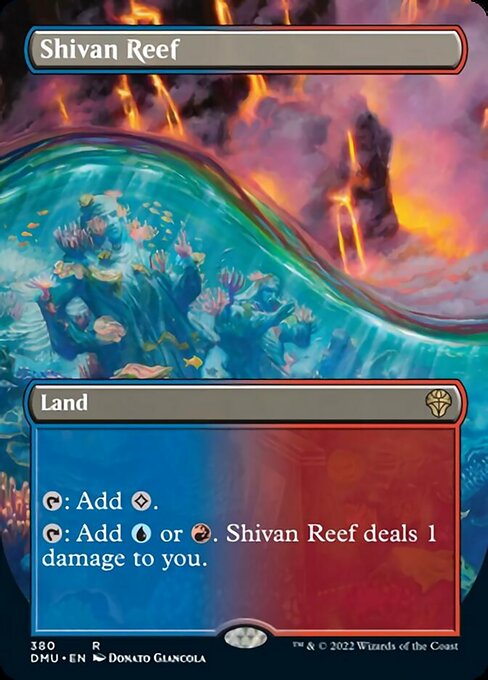 Shivan Reef
Land
: Add .
: Add or . Shivan Reef deals 1
damage to you.
380 R
DMU • EN Donato Giancola
™ & © 2022 Wizards of the Coast